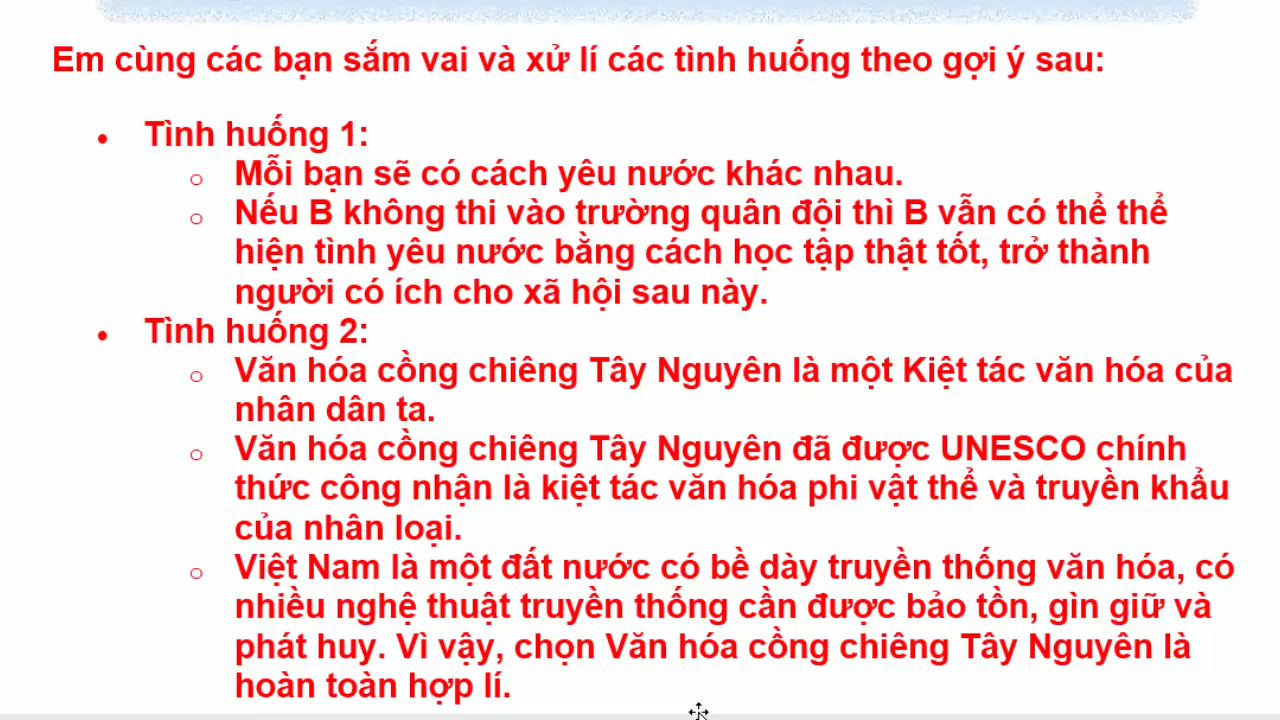 Em cùng các bạn sắm vai và xử lí các tình huống theo gợi ý sau:
• Tình huống 1:
o Mỗi bạn sẽ có cách yêu nước khác nhau.
o Nếu B không thi vào trường quân đội thì B vẫn có thể thể
hiện tình yêu nước bằng cách học tập thật tốt, trở thành
người có ích cho xã hội sau này.
• Tình huống 2:
o Văn hóa cồng chiêng Tây Nguyên là một Kiệt tác văn hóa của
nhân dân ta.
o Văn hóa cồng chiêng Tây Nguyên đã được UNESCO chính
thức công nhận là kiệt tác văn hóa phi vật thể và truyền khẩu
của nhân loại.
o Việt Nam là một đất nước có bề dày truyền thống văn hóa, có
nhiều nghệ thuật truyền thống cần được bảo tồn, gìn giữ và
phát huy. Vì vậy, chọn Văn hóa cồng chiêng Tây Nguyên là
hoàn toàn hợp lí.